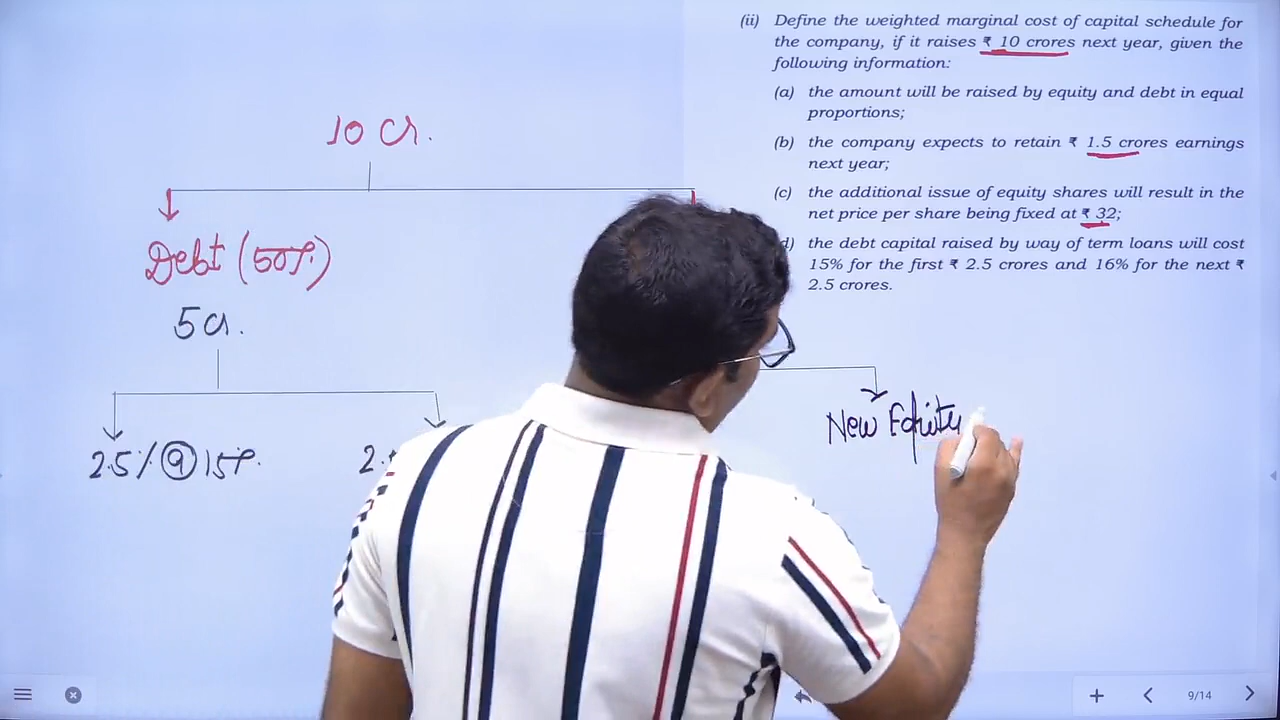 (ii) Define the weighted marginal cost of capital schedule for
the company, if it raises ₹ 10 crores next year, given the
following information:
(a) the amount will be raised by equity and debt in equal
proportions;
(b) the company expects to retain ₹ 1.5 crores earnings
next year;
(c) the additional issue of equity shares will result in the
net price per share being fixed at ₹ 32;
d) the debt capital raised by way of term loans will cost
15% for the first ₹ 2.5 crores and 16% for the next ₹
2.5 crores.
10 Cr.
Debt (50%)
5 Cr.
New Equity
@ 15%.
9/14